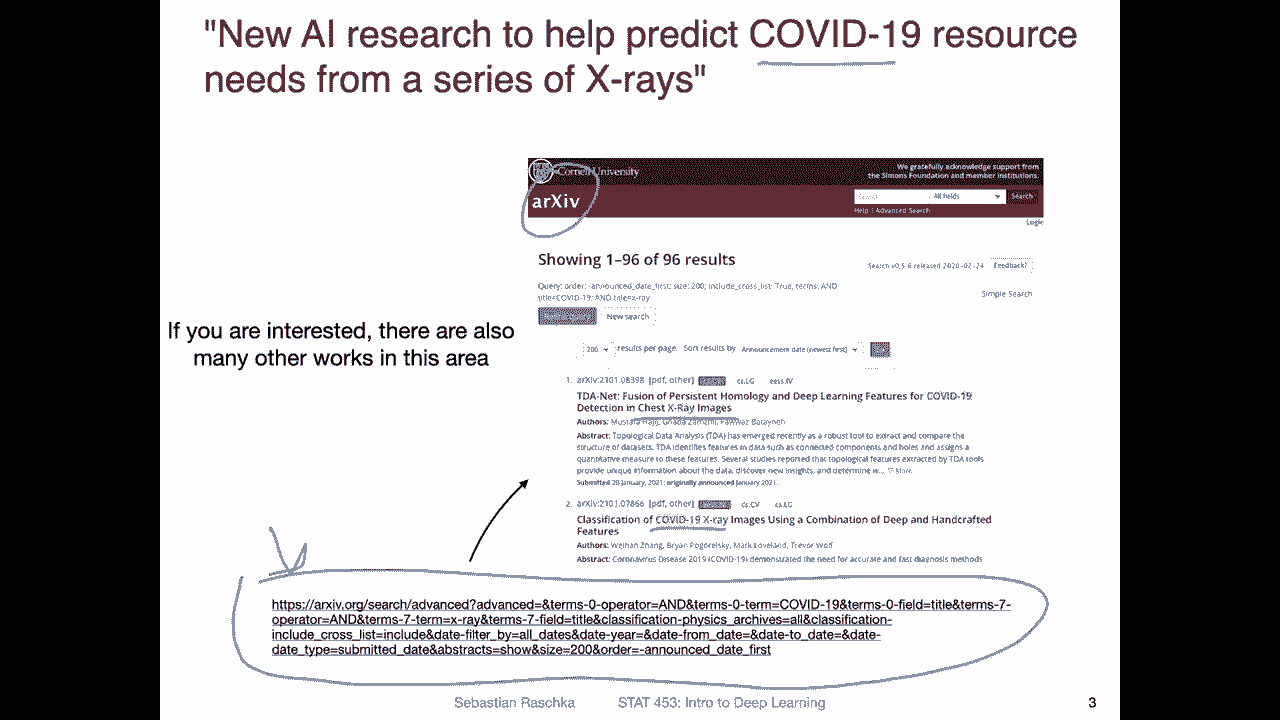 "New AI research to help predict COVID-19 resource
needs from a series of X-rays"
Cornell University
We gratefully acknowledge support from
the Simons Foundation and member institutions.
arXiv
All fields
Search
Help | Advanced Search
Login
Showing 1–96 of 96 results
Search v0.5.6 released 2020-02-24
Feedback?
Query: order: -announced_date_first; size: 200; include_cross_list: True; terms: AND
title=COVID-19; AND title=x-ray
Simple Search
New search
If you are interested, there are also
many other works in this area
200 results per page. Sort results by Announcement date (newest first)
1. arXiv:2101.08398 [pdf, other] cs.LG eess.IV
TDA-Net: Fusion of Persistent Homology and Deep Learning Features for COVID-19
Detection in Chest X-Ray Images
Authors: Mustafa Hajij, Ghada Zamzmi, Fawwaz Batayneh
Abstract: Topological Data Analysis (TDA) has emerged recently as a robust tool to extract and compare the
structure of datasets. TDA identifies features in data such as connected components and holes and assigns a
quantitative measure to these features. Several studies reported that topological features extracted by TDA tools
provide unique information about the data, discover new insights, and determine w... ▽ More
Submitted 20 January, 2021; originally announced January 2021.
2. arXiv:2101.07866 [pdf, other] cs.CV cs.LG
Classification of COVID-19 X-ray Images Using a Combination of Deep and Handcrafted
Features
Authors: Weihan Zhang, Bryan Pogorelsky, Mark Loveland, Trevor Wolf
Abstract: Coronavirus Disease 2019 (COVID-19) demonstrated the need for accurate and fast diagnosis methods
https://arxiv.org/search/advanced?advanced=&terms-0-operator=AND&terms-0-term=COVID-19&terms-0-field=title&terms-7-
operator=AND&terms-7-term=x-ray&terms-7-field=title&classification-physics_archives=all&classification-
include_cross_list=include&date-filter_by=all_dates&date-year=&date-from_date=&date-to_date=&date-
date_type=submitted_date&abstracts=show&size=200&order=-announced_date_first
Sebastian Raschka STAT 453: Intro to Deep Learning 3